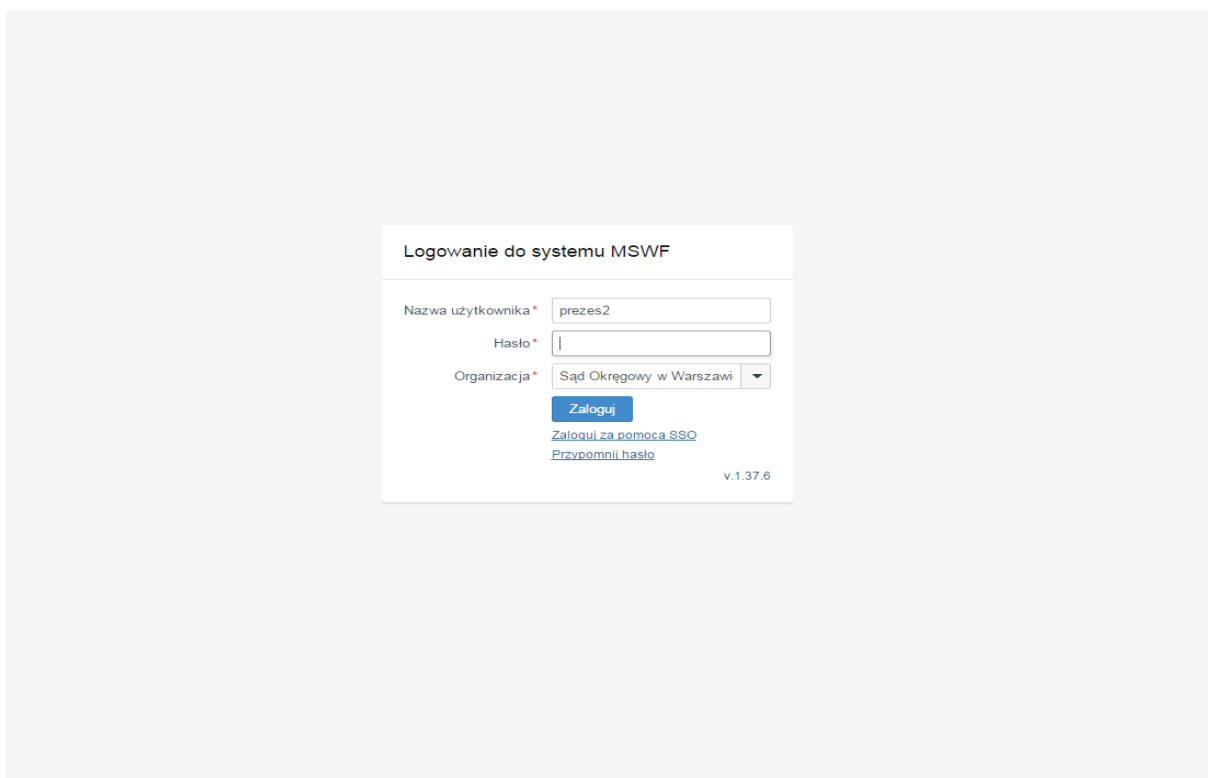 Logowanie do systemu MSWF
Nazwa użytkownika* prezes2
Hasło*
Organizacja* Sąd Okręgowy w Warszawi
Zaloguj
Zaloguj za pomoca SSO
Przypomnij hasło
v.1.37.6